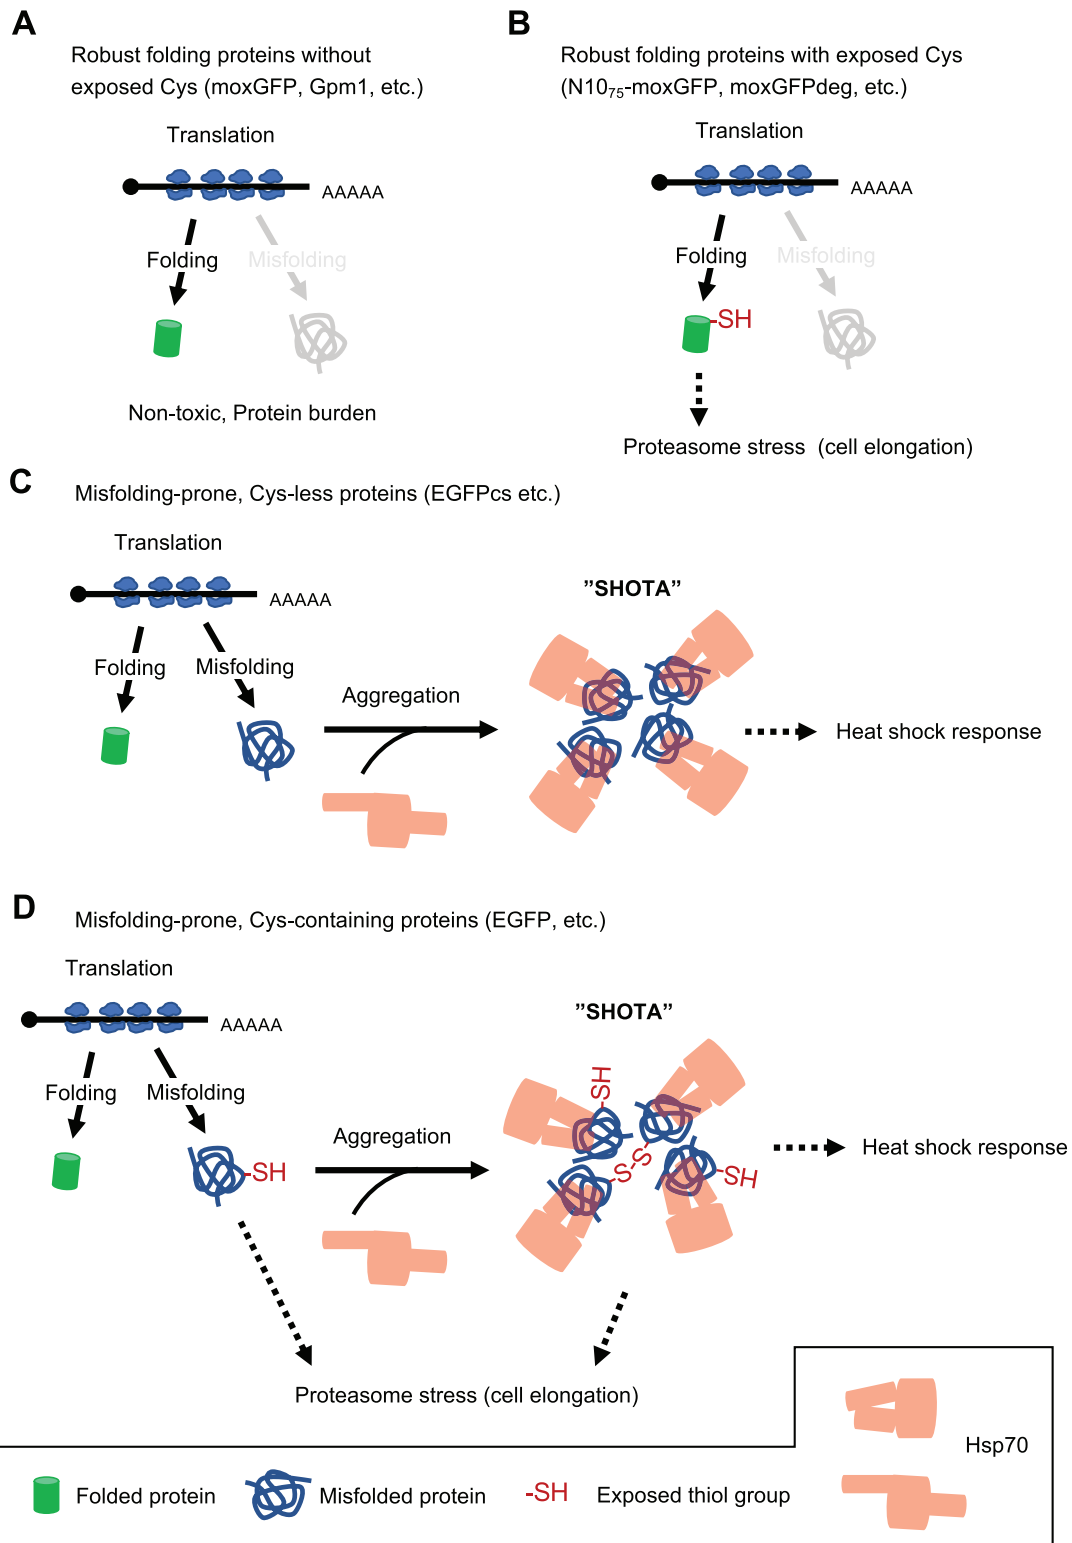 A
Robust folding proteins without
exposed Cys (moxGFP, Gpm1, etc.)
Translation
AAAAA
Folding
Misfolding
Non-toxic, Protein burden
B
Robust folding proteins with exposed Cys
(N10₇₅-moxGFP, moxGFPdeg, etc.)
Translation
AAAAA
Folding
Misfolding
-SH
Proteasome stress (cell elongation)
C
Misfolding-prone, Cys-less proteins (EGFPcs etc.)
Translation
AAAAA
Folding
Misfolding
Aggregation
”SHOTA”
Heat shock response
D
Misfolding-prone, Cys-containing proteins (EGFP, etc.)
Translation
AAAAA
Folding
Misfolding
-SH
Aggregation
”SHOTA”
-SH
-S-S-
-SH
Heat shock response
Proteasome stress (cell elongation)
Folded protein
Misfolded protein
-SH
Exposed thiol group
Hsp70